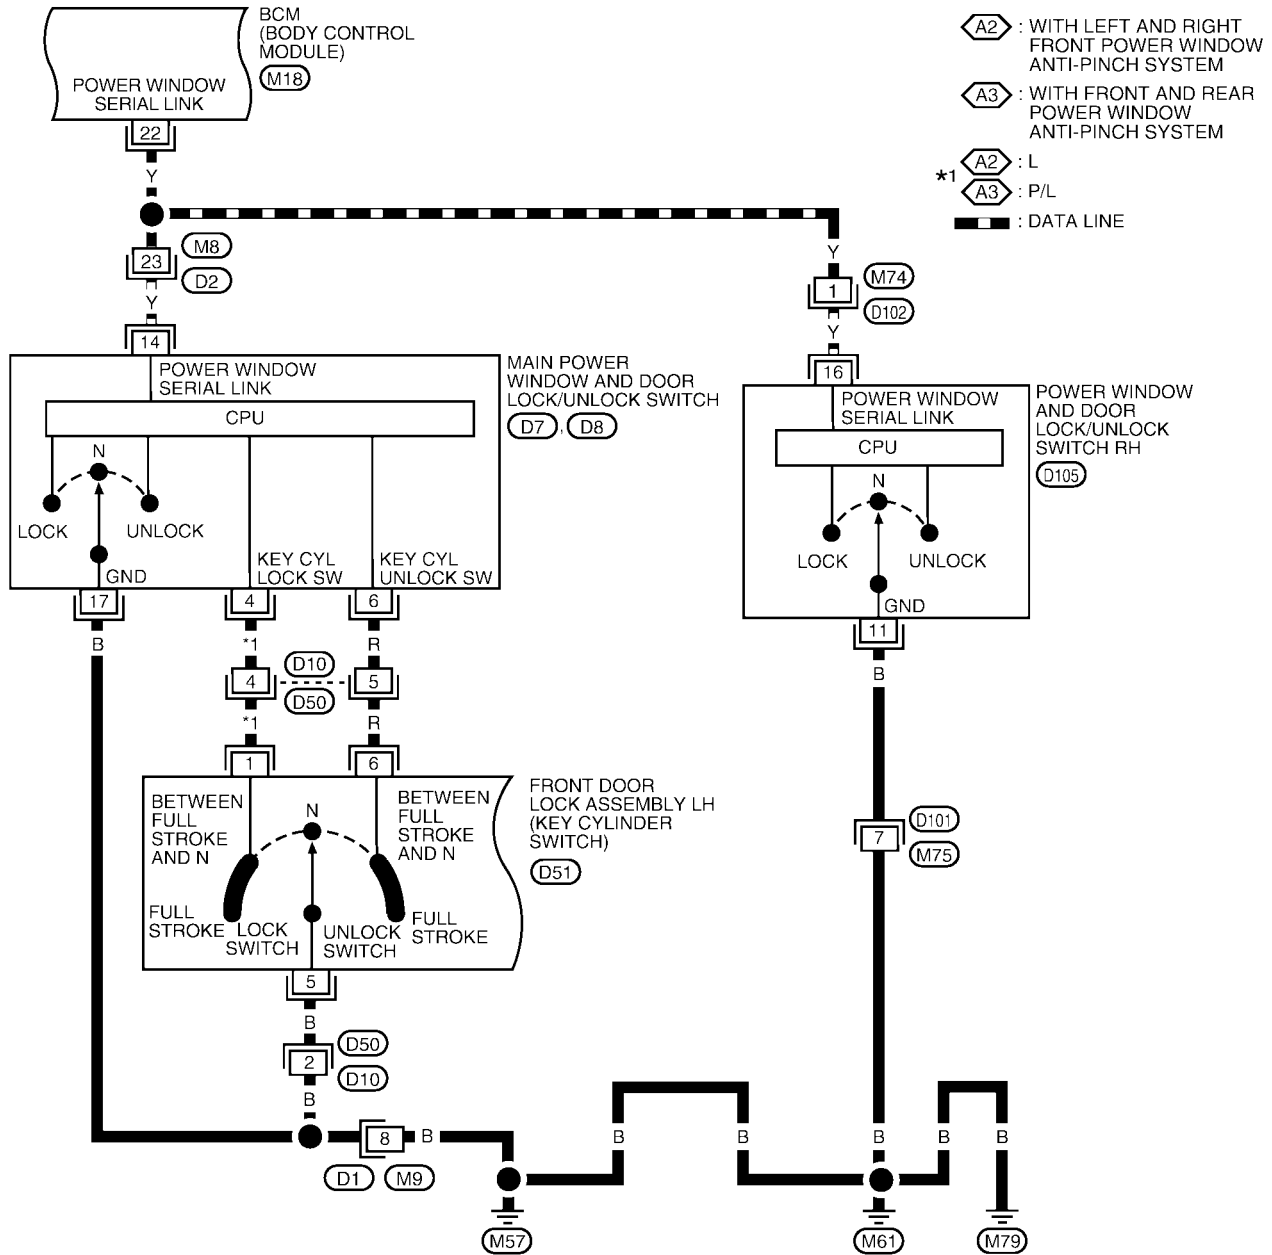 BCM
(BODY CONTROL
MODULE)
M18
POWER WINDOW
SERIAL LINK
22
Y
A2 : WITH LEFT AND RIGHT
FRONT POWER WINDOW
ANTI-PINCH SYSTEM
A3 : WITH FRONT AND REAR
POWER WINDOW
ANTI-PINCH SYSTEM
*1
A2 : L
A3 : P/L
: DATA LINE
23
M8
D2
Y
14
Y
1
M74
D102
Y
16
POWER WINDOW
SERIAL LINK
CPU
N
LOCK
UNLOCK
GND
KEY CYL
LOCK SW
KEY CYL
UNLOCK SW
MAIN POWER
WINDOW AND DOOR
LOCK/UNLOCK SWITCH
D7 , D8
POWER WINDOW
SERIAL LINK
CPU
N
LOCK
UNLOCK
GND
POWER WINDOW
AND DOOR
LOCK/UNLOCK
SWITCH RH
D105
17
4
6
11
B
*1
R
B
4
D10
D50
5
*1
R
1
6
BETWEEN
FULL
STROKE
AND N
N
BETWEEN
FULL
STROKE
AND N
FULL
STROKE
LOCK
SWITCH
UNLOCK
SWITCH
FULL
STROKE
FRONT DOOR
LOCK ASSEMBLY LH
(KEY CYLINDER
SWITCH)
D51
7
D101
M75
5
B
2
D50
D10
B
8
B
D1
M9
B
B
B
B
B
M57
M61
M79